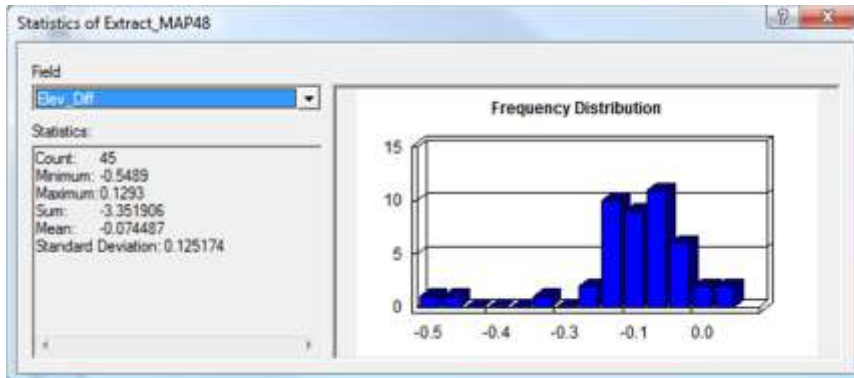 Statistics of Extract_MAP48
Field
Elev_Diff
Statistics:
Count: 45
Minimum: -0.5489
Maximum: 0.1293
Sum: -3.351906
Mean: -0.074487
Standard Deviation: 0.125174
Frequency Distribution
15
10
5
0
-0.5 -0.4 -0.3 -0.1 0.0